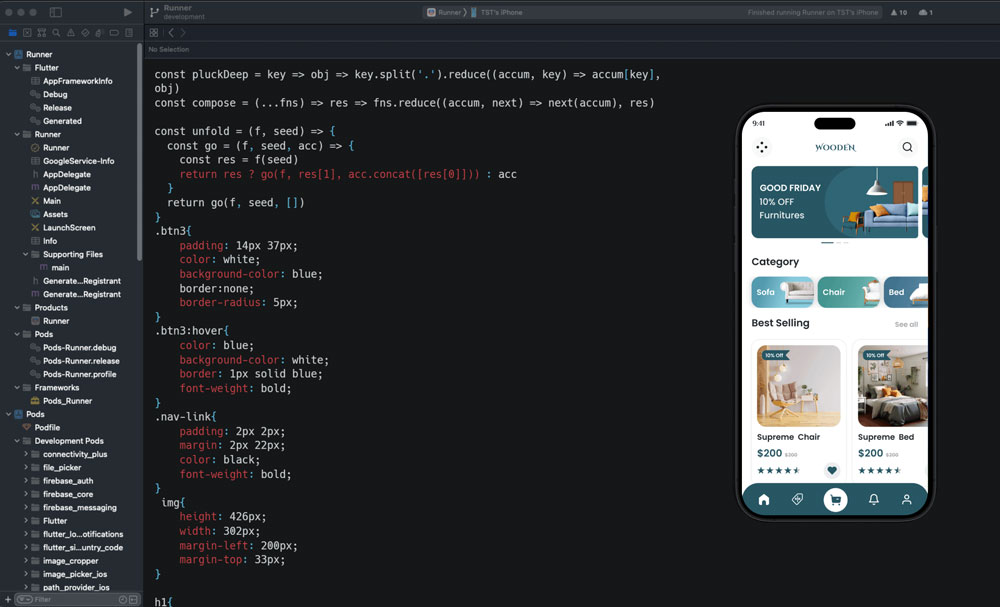 Runner
development
Runner
TST's iPhone
Finished running Runner on TST's iPhone
10
1
No Selection
Runner
Flutter
AppFrameworkInfo
Debug
Release
Generated
Runner
Runner
GoogleService-Info
h AppDelegate
m AppDelegate
Main
Assets
LaunchScreen
Info
Supporting Files
m main
h Generate...Registrant
m Generate...Registrant
Products
Runner
Pods
Pods-Runner.debug
Pods-Runner.release
Pods-Runner.profile
Frameworks
Pods_Runner
Pods
Podfile
Development Pods
connectivity_plus
file_picker
firebase_auth
firebase_core
firebase_messaging
Flutter
flutter_lo...otifications
flutter_si...untry_code
image_cropper
image_picker_ios
path_provider_ios
Filter
const pluckDeep = key => obj => key.split('.').reduce((accum, key) => accum[key],
obj)
const compose = (...fns) => res => fns.reduce((accum, next) => next(accum), res)
const unfold = (f, seed) => {
const go = (f, seed, acc) => {
const res = f(seed)
return res ? go(f, res[1], acc.concat([res[0]])) : acc
}
return go(f, seed, [])
}
.btn3{
padding: 14px 37px;
color: white;
background-color: blue;
border:none;
border-radius: 5px;
}
.btn3:hover{
color: blue;
background-color: white;
border: 1px solid blue;
font-weight: bold;
}
.nav-link{
padding: 2px 2px;
margin: 2px 22px;
color: black;
font-weight: bold;
}
img{
height: 426px;
width: 302px;
margin-left: 200px;
margin-top: 33px;
}
h1{
9:41
WOODEN
GOOD FRIDAY
10% OFF
Furnitures
Category
Sofa
Chair
Bed
Best Selling
See all
10% Off
10% Off
Supreme Chair
Supreme Bed
$200 $300
$200 $300